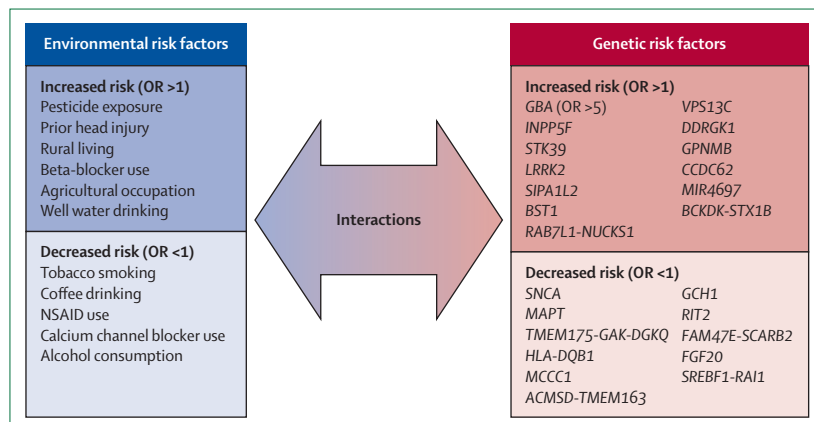 Environmental risk factors
Increased risk (OR >1)
Pesticide exposure
Prior head injury
Rural living
Beta-blocker use
Agricultural occupation
Well water drinking
Decreased risk (OR <1)
Tobacco smoking
Coffee drinking
NSAID use
Calcium channel blocker use
Alcohol consumption
Interactions
Genetic risk factors
Increased risk (OR >1)
GBA (OR >5)
INPP5F
STK39
LRRK2
SIPA1L2
BST1
RAB7L1-NUCKS1
VPS13C
DDRGK1
GPNMB
CCDC62
MIR4697
BCKDK-STX1B
Decreased risk (OR <1)
SNCA
MAPT
TMEM175-GAK-DGKQ
HLA-DQB1
MCCC1
ACMSD-TMEM163
GCH1
RIT2
FAM47E-SCARB2
FGF20
SREBF1-RAI1